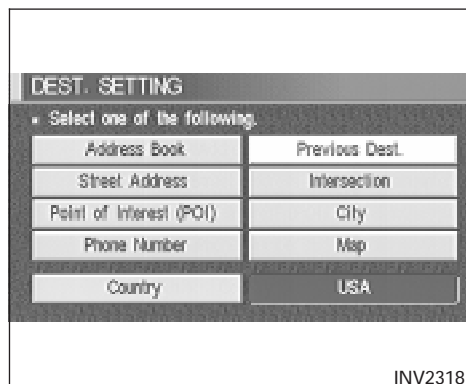 DEST. SETTING
▪ Select one of the following.
Address Book Previous Dest.
Street Address Intersection
Point of Interest (POI) City
Phone Number Map
Country USA
INV2318